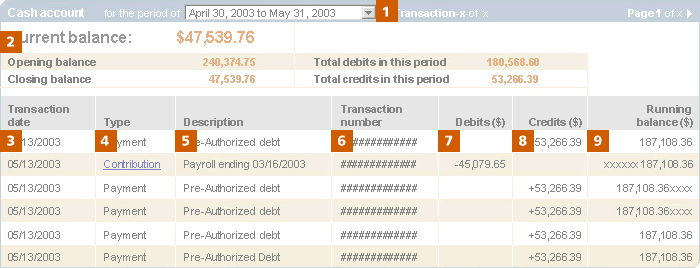 Cash account for the period of April 30, 2003 to May 31, 2003 1 Transaction-x of x Page1 of x
2 urrent balance: $47,539.76
Opening balance 240,374.75 Total debits in this period 180,568.60
Closing balance 47,539.76 Total credits in this period 53,266.39
Transaction date Type Description Transaction number Debits ($) Credits ($) Running balance ($)
3 /13/2003 4 yment 5 e-Authorized debt 6 ############ 7 8 53,266.39 9 187,108.36
05/13/2003 Contribution Payroll ending 03/16/2003 ############ -45,079.65 xxxxxx 187,108.36
05/13/2003 Payment Pre-Authorized debt ############ +53,266.39 187,108.36xxxx
05/13/2003 Payment Pre-Authorized debt ############ +53,266.39 187,108.36xxxx
05/13/2003 Payment Pre-Authorized debt ############ +53,266.39 187,108.36
05/13/2003 Payment Pre-Authorized Debt ############ +53,266.39 187,108.36